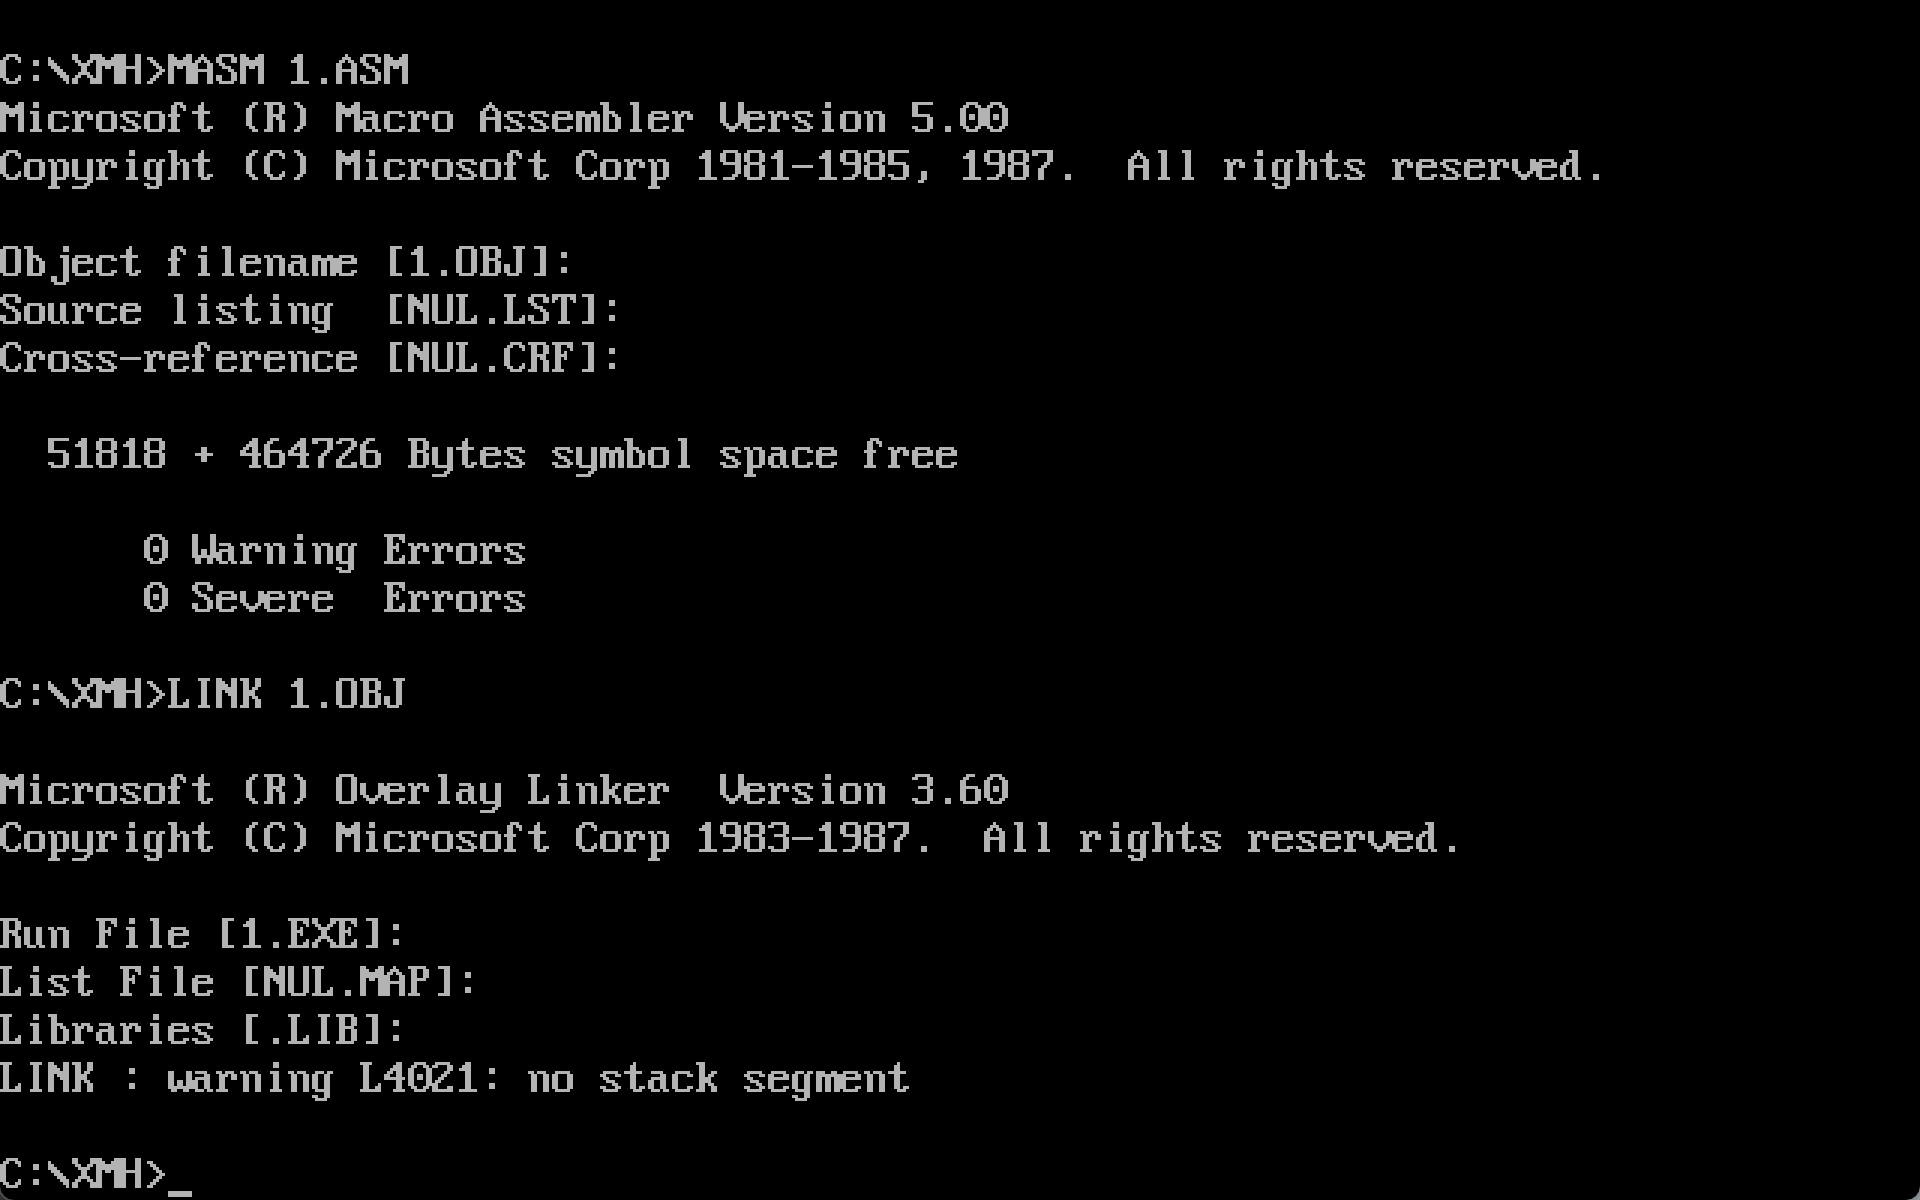 C:\XMH>MASM 1.ASM
Microsoft (R) Macro Assembler Version 5.00
Copyright (C) Microsoft Corp 1981-1985, 1987.  All rights reserved.
Object filename [1.OBJ]:
Source listing  [NUL.LST]:
Cross-reference [NUL.CRF]:
  51818 + 464726 Bytes symbol space free
      0 Warning Errors
      0 Severe  Errors
C:\XMH>LINK 1.OBJ
Microsoft (R) Overlay Linker  Version 3.60
Copyright (C) Microsoft Corp 1983-1987.  All rights reserved.
Run File [1.EXE]:
List File [NUL.MAP]:
Libraries [.LIB]:
LINK : warning L4021: no stack segment
C:\XMH>_